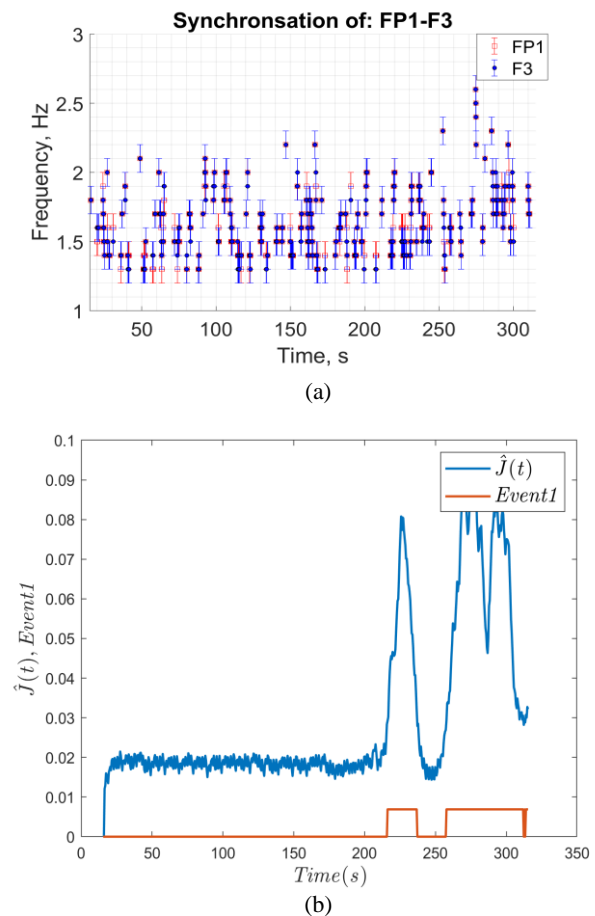 Synchronsation of: FP1-F3
FP1
F3
3
2.5
2
1.5
1
Frequency, Hz
50 100 150 200 250 300
Time, s
(a)
0.1
0.09
0.08
0.07
0.06
0.05
0.04
0.03
0.02
0.01
0
Ĵ(t)
Event1
Ĵ(t), Event1
0 50 100 150 200 250 300 350
Time(s)
(b)